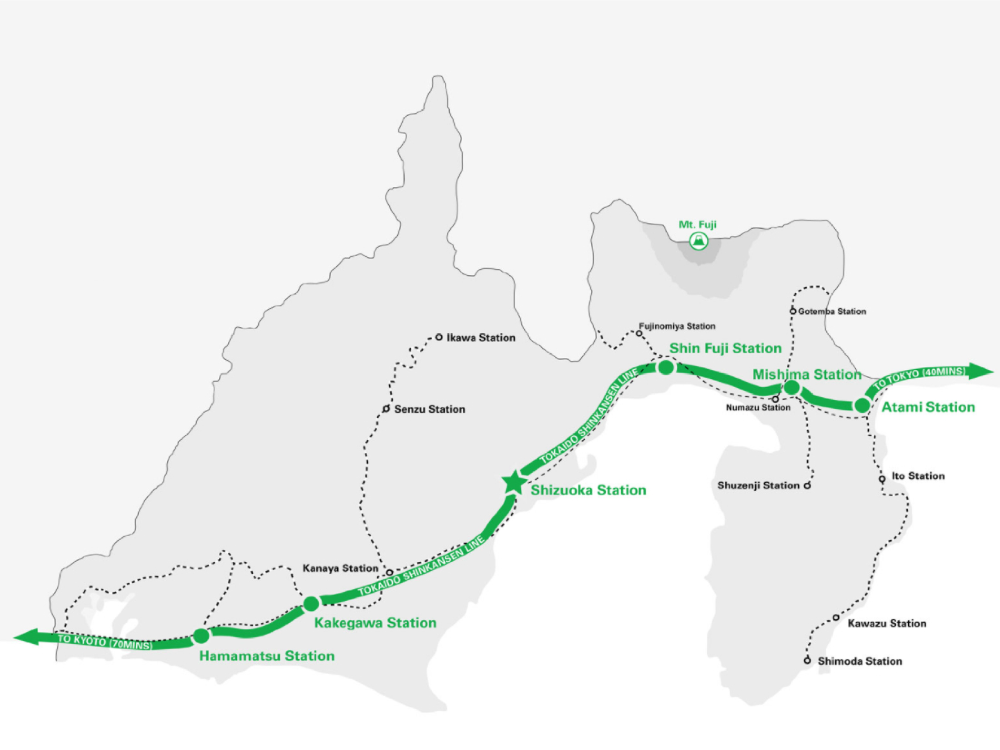 Mt. Fuji
Gotemba Station
Fujinomiya Station
Ikawa Station
Shin Fuji Station
TO TOKYO (40MINS)
Mishima Station
TOKAIDO SHINKANSEN LINE
Numazu Station
Atami Station
Senzu Station
Ito Station
Shuzenji Station
Shizuoka Station
Kanaya Station
TOKAIDO SHINKANSEN LINE
Kakegawa Station
Kawazu Station
TO KYOTO (70MINS)
Hamamatsu Station
Shimoda Station